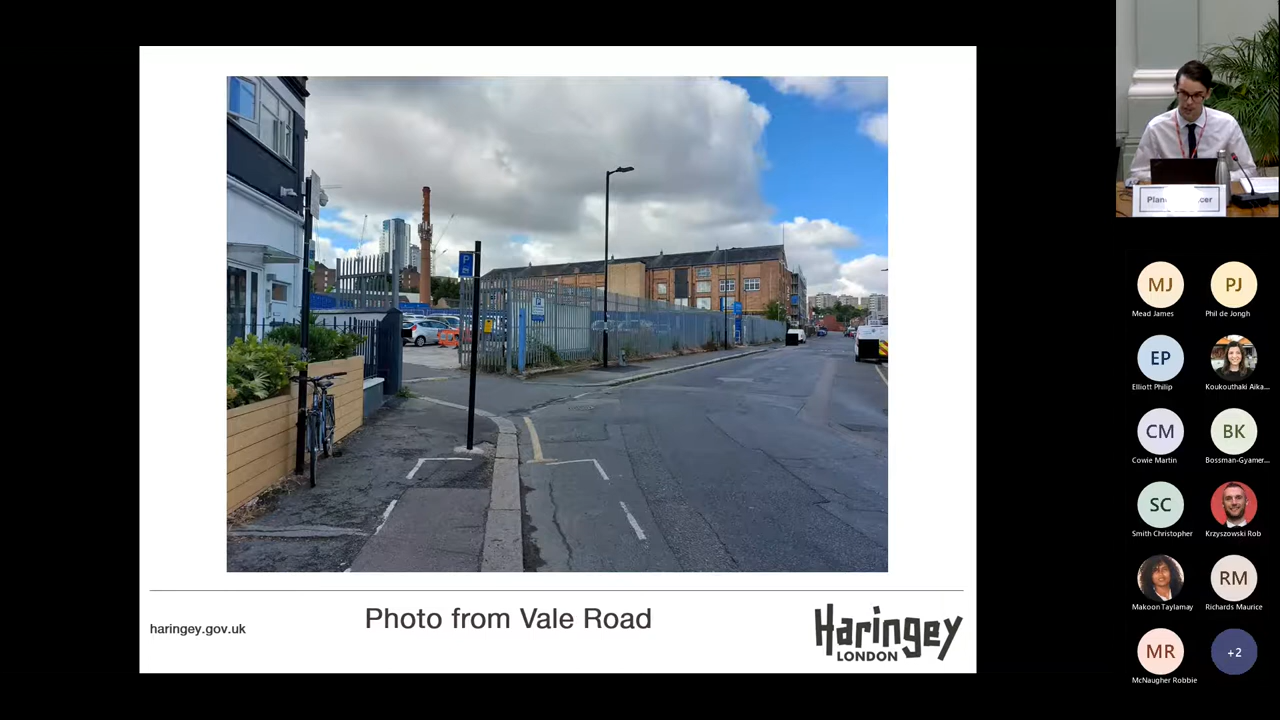 P
haringey.gov.uk
Photo from Vale Road
Haringey
LONDON
MJ
Mead James
PJ
Phil de Jongh
EP
Elliott Philip
Koukouthaki Aika...
CM
Cowie Martin
BK
Bossman-Gyamer...
SC
Smith Christopher
Krzyszowski Rob
Makoon Taylamay
RM
Richards Maurice
MR
McNaugher Robbie
+2